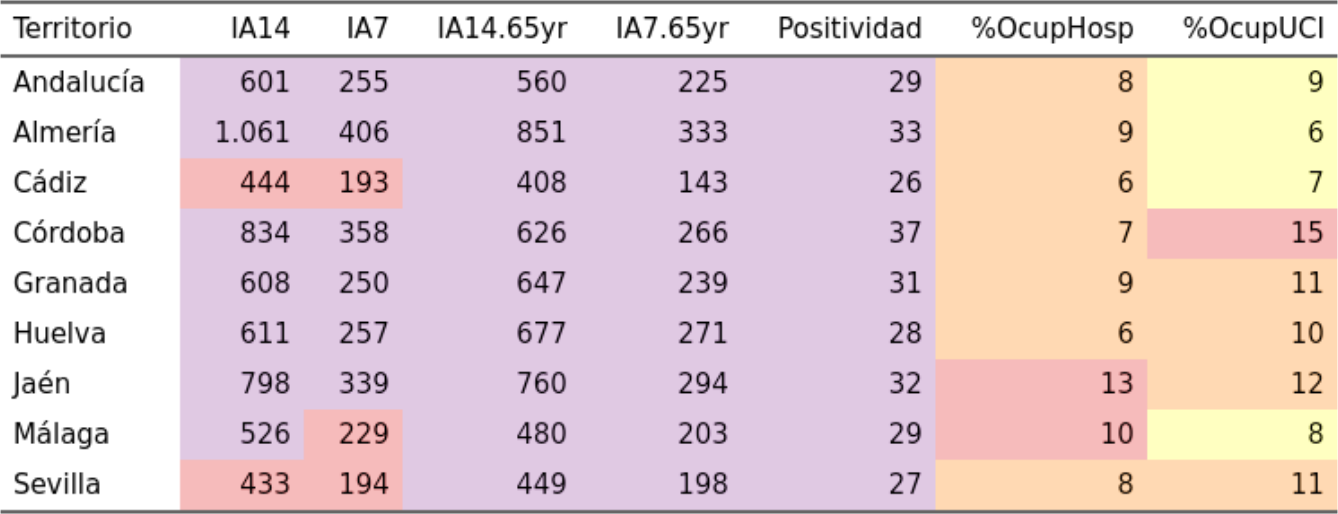 Territorio IA14 IA7 IA14.65yr IA7.65yr Positividad %OcupHosp %OcupUCI
Andalucía 601 255 560 225 29 8 9
Almería 1.061 406 851 333 33 9 6
Cádiz 444 193 408 143 26 6 7
Córdoba 834 358 626 266 37 7 15
Granada 608 250 647 239 31 9 11
Huelva 611 257 677 271 28 6 10
Jaén 798 339 760 294 32 13 12
Málaga 526 229 480 203 29 10 8
Sevilla 433 194 449 198 27 8 11